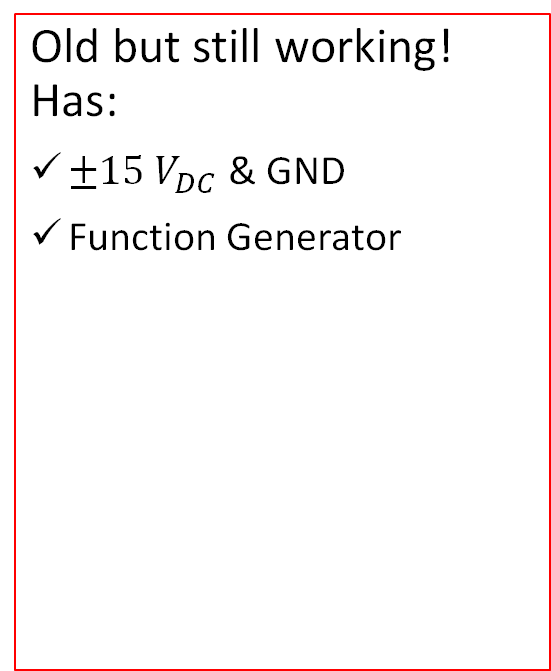 Old but still working!
Has:
✓ ±15 V_DC & GND
✓ Function Generator